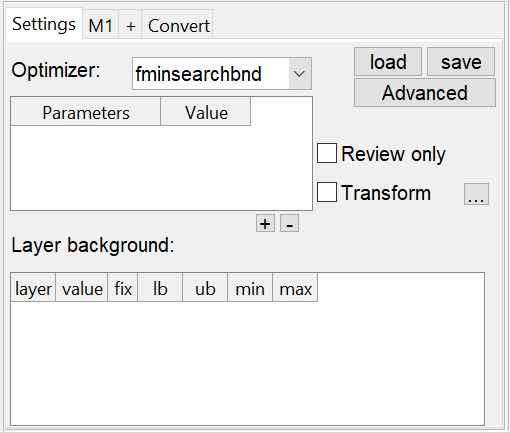 Settings M1 + Convert
Optimizer: fminsearchbnd load save
Advanced
Parameters Value
Review only
Transform ...
+ -
Layer background:
layer value fix lb ub min max